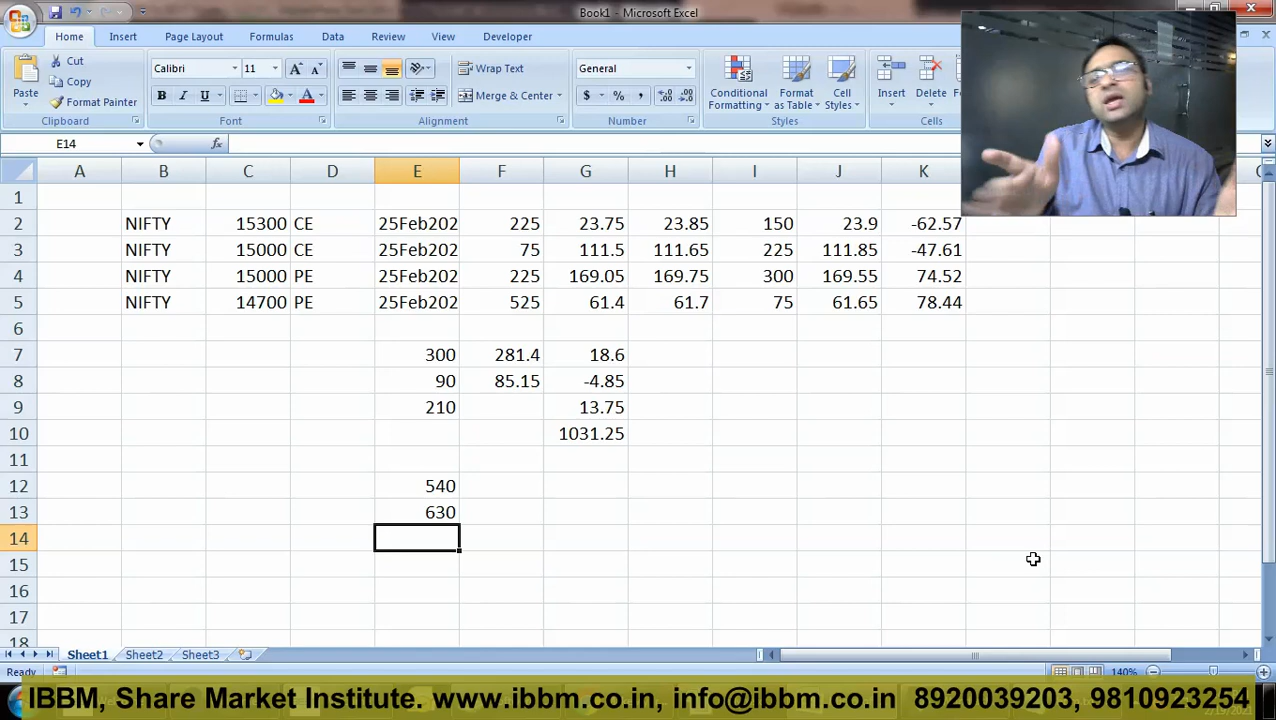 Book1 - Microsoft Excel
Home Insert Page Layout Formulas Data Review View Developer
Cut
Copy
Format Painter
Paste
Clipboard
Calibri 11
Font
Wrap Text
Merge & Center
Alignment
General
Number
Conditional Formatting
Format as Table
Cell Styles
Styles
Insert Delete
Cells
E14
A B C D E F G H I J K
1
2 NIFTY 15300 CE 25Feb202 225 23.75 23.85 150 23.9 -62.57
3 NIFTY 15000 CE 25Feb202 75 111.5 111.65 225 111.85 -47.61
4 NIFTY 15000 PE 25Feb202 225 169.05 169.75 300 169.55 74.52
5 NIFTY 14700 PE 25Feb202 525 61.4 61.7 75 61.65 78.44
6
7 300 281.4 18.6
8 90 85.15 -4.85
9 210 13.75
10 1031.25
11
12 540
13 630
14
15
16
17
18
Sheet1 Sheet2 Sheet3
Ready 140%
IBBM, Share Market Institute. www.ibbm.co.in, info@ibbm.co.in 8920039203, 9810923254